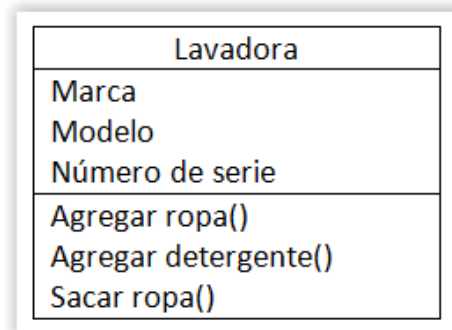 Lavadora
Marca
Modelo
Número de serie
Agregar ropa()
Agregar detergente()
Sacar ropa()